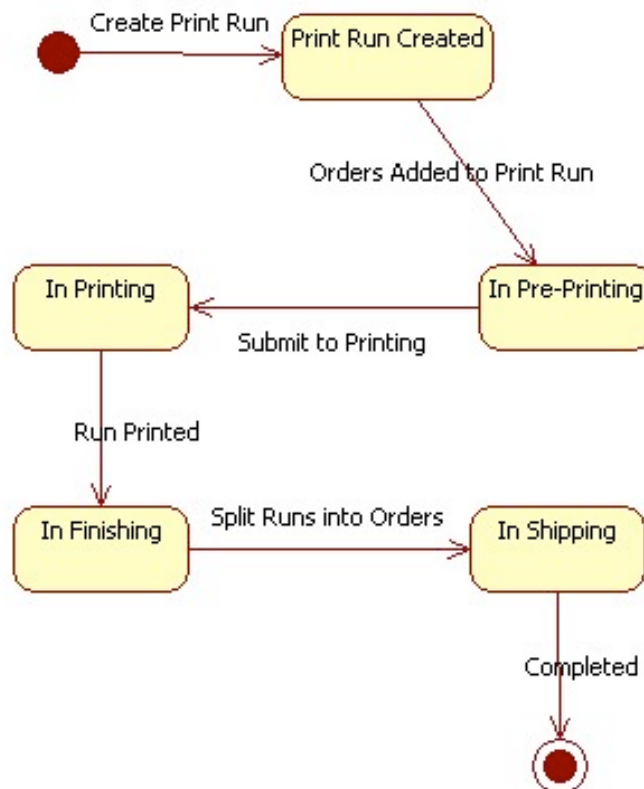 Create Print Run
Print Run Created
Orders Added to Print Run
In Printing
In Pre-Printing
Submit to Printing
Run Printed
In Finishing
Split Runs into Orders
In Shipping
Completed